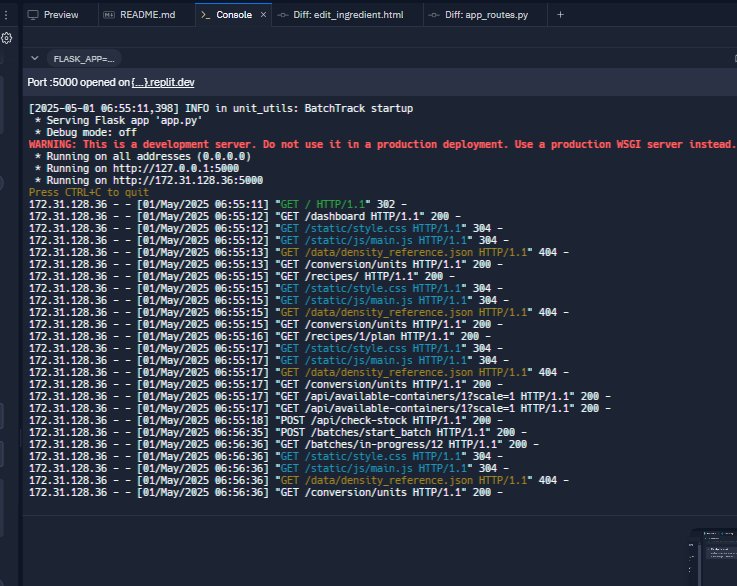 Preview
README.md
Console
Diff: edit_ingredient.html
Diff: app_routes.py
FLASK_APP=...
Port :5000 opened on {...}.replit.dev
[2025-05-01 06:55:11,398] INFO in unit_utils: BatchTrack startup
* Serving Flask app 'app.py'
* Debug mode: off
WARNING: This is a development server. Do not use it in a production deployment. Use a production WSGI server instead.
* Running on all addresses (0.0.0.0)
* Running on http://127.0.0.1:5000
* Running on http://172.31.128.36:5000
Press CTRL+C to quit
172.31.128.36 - - [01/May/2025 06:55:11] "GET / HTTP/1.1" 302 -
172.31.128.36 - - [01/May/2025 06:55:12] "GET /dashboard HTTP/1.1" 200 -
172.31.128.36 - - [01/May/2025 06:55:12] "GET /static/style.css HTTP/1.1" 304 -
172.31.128.36 - - [01/May/2025 06:55:12] "GET /static/js/main.js HTTP/1.1" 304 -
172.31.128.36 - - [01/May/2025 06:55:13] "GET /data/density_reference.json HTTP/1.1" 404 -
172.31.128.36 - - [01/May/2025 06:55:13] "GET /conversion/units HTTP/1.1" 200 -
172.31.128.36 - - [01/May/2025 06:55:15] "GET /recipes/ HTTP/1.1" 200 -
172.31.128.36 - - [01/May/2025 06:55:15] "GET /static/style.css HTTP/1.1" 304 -
172.31.128.36 - - [01/May/2025 06:55:15] "GET /static/js/main.js HTTP/1.1" 304 -
172.31.128.36 - - [01/May/2025 06:55:15] "GET /data/density_reference.json HTTP/1.1" 404 -
172.31.128.36 - - [01/May/2025 06:55:15] "GET /conversion/units HTTP/1.1" 200 -
172.31.128.36 - - [01/May/2025 06:55:16] "GET /recipes/1/plan HTTP/1.1" 200 -
172.31.128.36 - - [01/May/2025 06:55:17] "GET /static/style.css HTTP/1.1" 304 -
172.31.128.36 - - [01/May/2025 06:55:17] "GET /static/js/main.js HTTP/1.1" 304 -
172.31.128.36 - - [01/May/2025 06:55:17] "GET /data/density_reference.json HTTP/1.1" 404 -
172.31.128.36 - - [01/May/2025 06:55:17] "GET /conversion/units HTTP/1.1" 200 -
172.31.128.36 - - [01/May/2025 06:55:17] "GET /api/available-containers/1?scale=1 HTTP/1.1" 200 -
172.31.128.36 - - [01/May/2025 06:55:17] "GET /api/available-containers/1?scale=1 HTTP/1.1" 200 -
172.31.128.36 - - [01/May/2025 06:55:18] "POST /api/check-stock HTTP/1.1" 200 -
172.31.128.36 - - [01/May/2025 06:56:35] "POST /batches/start_batch HTTP/1.1" 200 -
172.31.128.36 - - [01/May/2025 06:56:36] "GET /batches/in-progress/12 HTTP/1.1" 200 -
172.31.128.36 - - [01/May/2025 06:56:36] "GET /static/style.css HTTP/1.1" 304 -
172.31.128.36 - - [01/May/2025 06:56:36] "GET /static/js/main.js HTTP/1.1" 304 -
172.31.128.36 - - [01/May/2025 06:56:36] "GET /data/density_reference.json HTTP/1.1" 404 -
172.31.128.36 - - [01/May/2025 06:56:36] "GET /conversion/units HTTP/1.1" 200 -